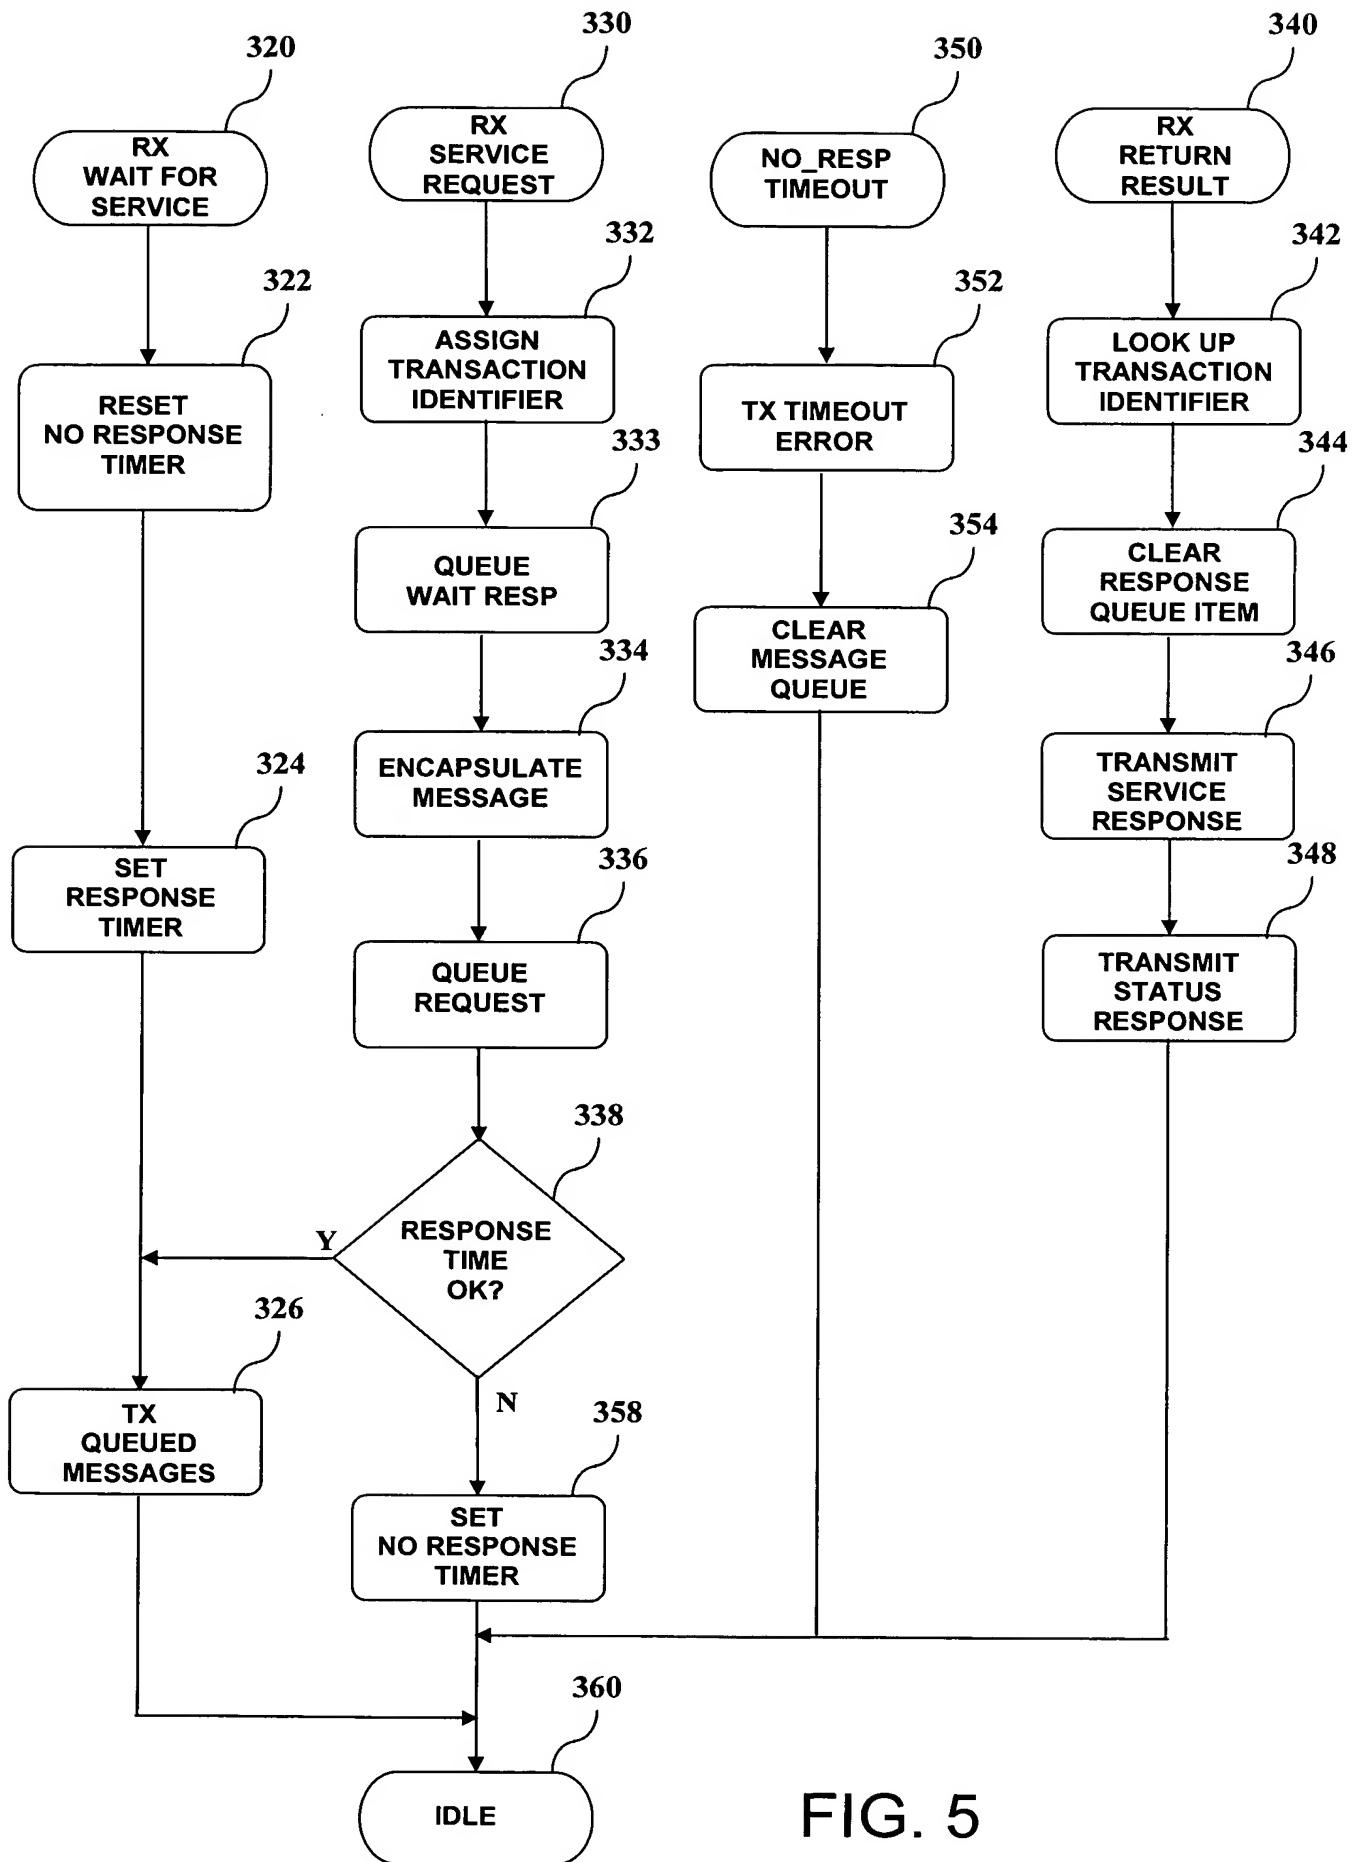 320
RX
WAIT FOR
SERVICE
322
RESET
NO RESPONSE
TIMER
324
SET
RESPONSE
TIMER
326
TX
QUEUED
MESSAGES
330
RX
SERVICE
REQUEST
332
ASSIGN
TRANSACTION
IDENTIFIER
333
QUEUE
WAIT RESP
334
ENCAPSULATE
MESSAGE
336
QUEUE
REQUEST
338
RESPONSE
TIME
OK?
Y
N
358
SET
NO RESPONSE
TIMER
360
IDLE
350
NO_RESP
TIMEOUT
352
TX TIMEOUT
ERROR
354
CLEAR
MESSAGE
QUEUE
340
RX
RETURN
RESULT
342
LOOK UP
TRANSACTION
IDENTIFIER
344
CLEAR
RESPONSE
QUEUE ITEM
346
TRANSMIT
SERVICE
RESPONSE
348
TRANSMIT
STATUS
RESPONSE
FIG. 5